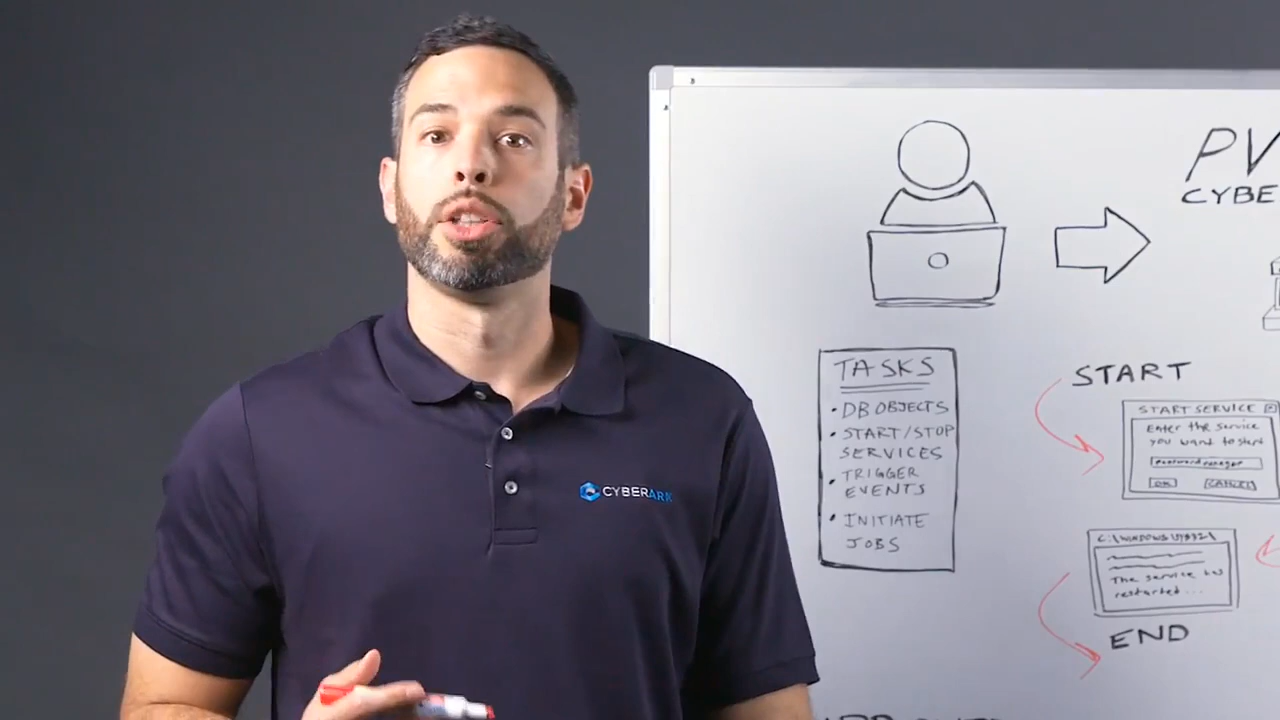 PV
CYBE
CYBERARK
TASKS
• DB OBJECTS
• START/STOP
SERVICES
• TRIGGER
EVENTS
• INITIATE
JOBS
START
START SERVICE
Enter the service
you want to start
OK CANCEL
The service
restarted...
END